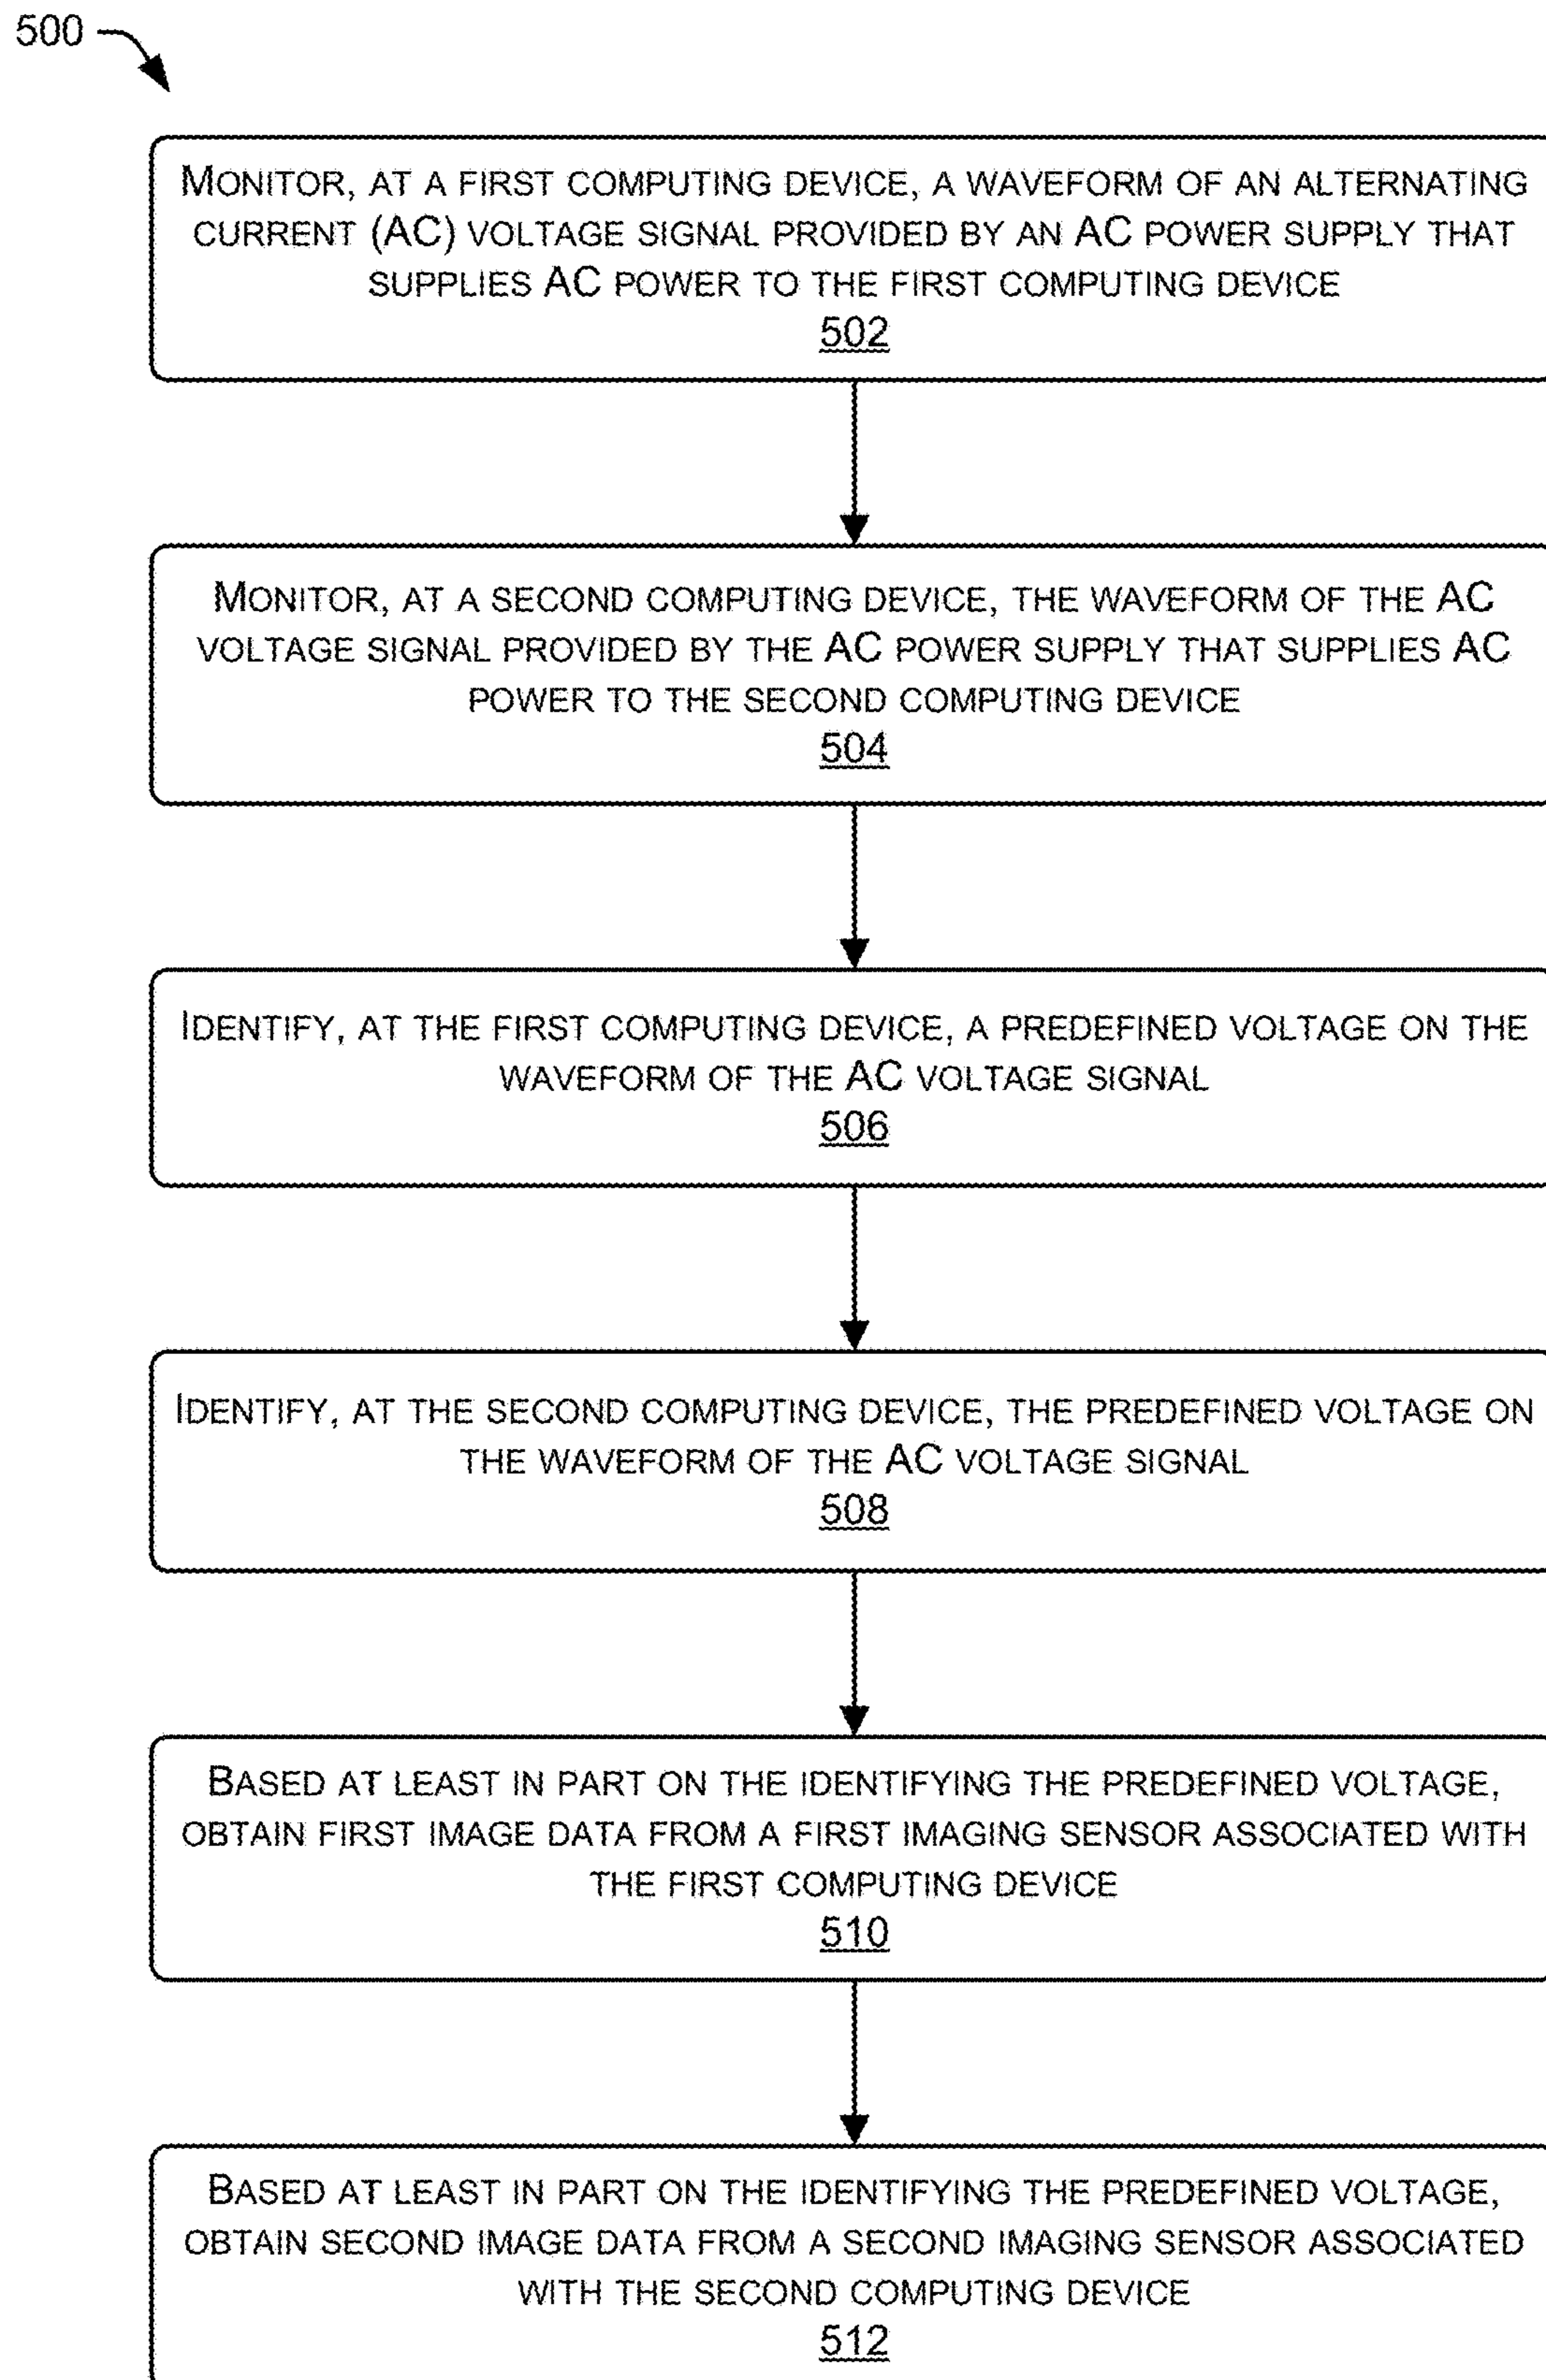 500
MONITOR, AT A FIRST COMPUTING DEVICE, A WAVEFORM OF AN ALTERNATING
CURRENT (AC) VOLTAGE SIGNAL PROVIDED BY AN AC POWER SUPPLY THAT
SUPPLIES AC POWER TO THE FIRST COMPUTING DEVICE
502
MONITOR, AT A SECOND COMPUTING DEVICE, THE WAVEFORM OF THE AC
VOLTAGE SIGNAL PROVIDED BY THE AC POWER SUPPLY THAT SUPPLIES AC
POWER TO THE SECOND COMPUTING DEVICE
504
IDENTIFY, AT THE FIRST COMPUTING DEVICE, A PREDEFINED VOLTAGE ON THE
WAVEFORM OF THE AC VOLTAGE SIGNAL
506
IDENTIFY, AT THE SECOND COMPUTING DEVICE, THE PREDEFINED VOLTAGE ON
THE WAVEFORM OF THE AC VOLTAGE SIGNAL
508
BASED AT LEAST IN PART ON THE IDENTIFYING THE PREDEFINED VOLTAGE,
OBTAIN FIRST IMAGE DATA FROM A FIRST IMAGING SENSOR ASSOCIATED WITH
THE FIRST COMPUTING DEVICE
510
BASED AT LEAST IN PART ON THE IDENTIFYING THE PREDEFINED VOLTAGE,
OBTAIN SECOND IMAGE DATA FROM A SECOND IMAGING SENSOR ASSOCIATED
WITH THE SECOND COMPUTING DEVICE
512